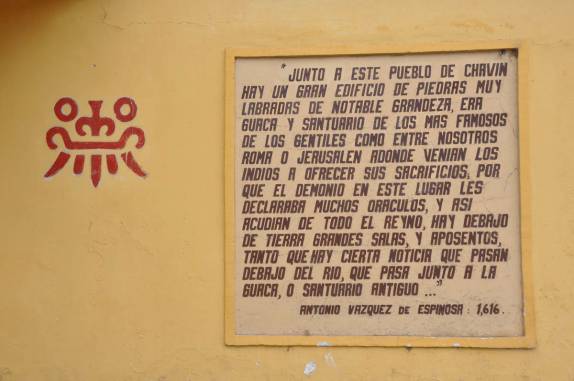 "JUNTO A ESTE PUEBLO DE CHAVIN
HAY UN GRAN EDIFICIO DE PIEDRAS MUY
LABRADAS DE NOTABLE GRANDEZA, ERA
GUACA Y SANTUARIO DE LOS MAS FAMOSOS
DE LOS GENTILES COMO ENTRE NOSOTROS
ROMA O JERUSALEN ADONDE VENIAN LOS
INDIOS A OFRECER SUS SACRIFICIOS, POR
QUE EL DEMONIO EN ESTE LUGAR LES
DECLARABA MUCHOS ORACULOS, Y ASI
ACUDIAN DE TODO EL REYNO, HAY DEBAJO
DE TIERRA GRANDES SALAS, Y APOSENTOS,
TANTO QUE HAY CIERTA NOTICIR QUE PASAN
DEBAJO DEL RIO, QUE PASA JUNTO A LA
GUACA, O SANTUARIO ANTIGUO ..."
ANTONIO VAZQUEZ DE ESPINOSA : 1,616.